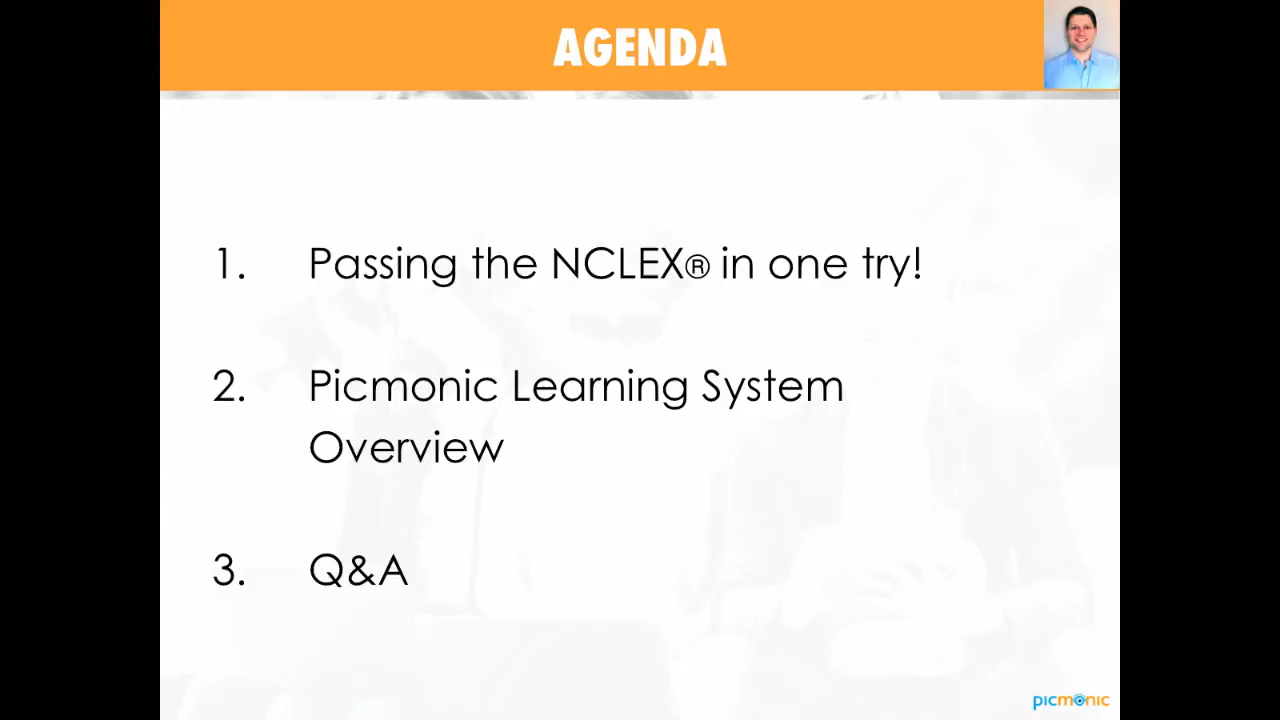 AGENDA
1. Passing the NCLEX® in one try!
2. Picmonic Learning System
Overview
3. Q&A
picmonic